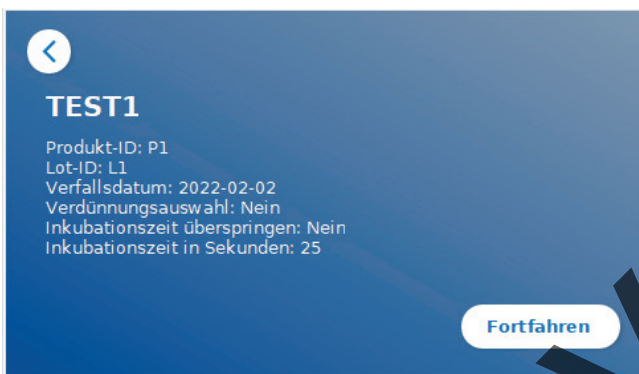 TEST1
Produkt-ID: P1
Lot-ID: L1
Verfallsdatum: 2022-02-02
Verdünnungsauswahl: Nein
Inkubationszeit überspringen: Nein
Inkubationszeit in Sekunden: 25
Fortfahren